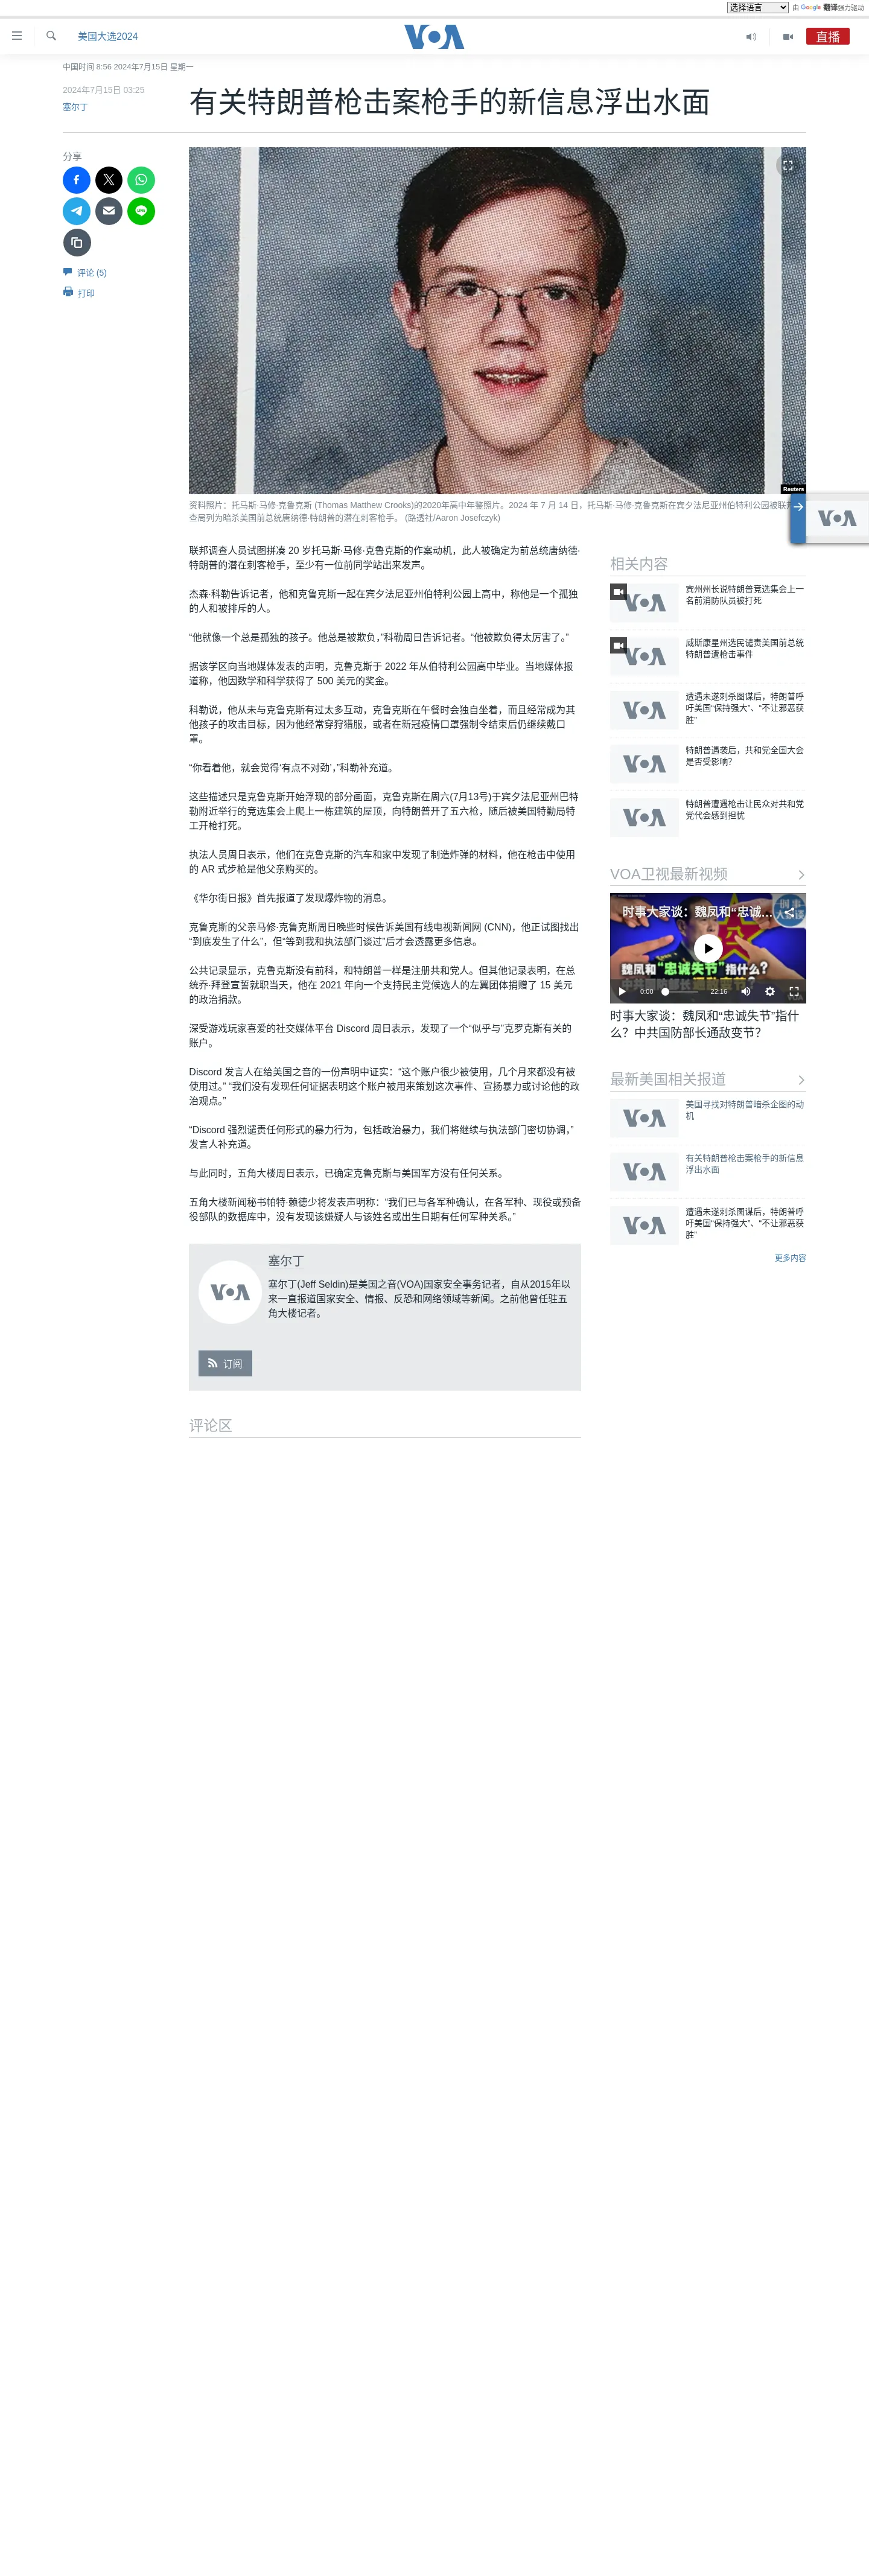 选择语言
由 Google 翻译强力驱动
美国大选2024
VOA
直播
中国时间 8:56 2024年7月15日 星期一
2024年7月15日 03:25
塞尔丁
有关特朗普枪击案枪手的新信息浮出水面
分享
评论 (5)
打印
Reuters
资料照片：托马斯·马修·克鲁克斯 (Thomas Matthew Crooks)的2020年高中年鉴照片。2024 年 7 月 14 日，托马斯·马修·克鲁克斯在宾夕法尼亚州伯特利公园被联邦
查局列为暗杀美国前总统唐纳德·特朗普的潜在刺客枪手。 (路透社/Aaron Josefczyk)
VOA
联邦调查人员试图拼凑 20 岁托马斯·马修·克鲁克斯的作案动机，此人被确定为前总统唐纳德·
特朗普的潜在刺客枪手，至少有一位前同学站出来发声。
杰森·科勒告诉记者，他和克鲁克斯一起在宾夕法尼亚州伯特利公园上高中，称他是一个孤独
的人和被排斥的人。
“他就像一个总是孤独的孩子。他总是被欺负，”科勒周日告诉记者。“他被欺负得太厉害了。”
据该学区向当地媒体发表的声明，克鲁克斯于 2022 年从伯特利公园高中毕业。当地媒体报
道称，他因数学和科学获得了 500 美元的奖金。
科勒说，他从未与克鲁克斯有过太多互动，克鲁克斯在午餐时会独自坐着，而且经常成为其
他孩子的攻击目标，因为他经常穿狩猎服，或者在新冠疫情口罩强制令结束后仍继续戴口
罩。
“你看着他，就会觉得‘有点不对劲’，”科勒补充道。
这些描述只是克鲁克斯开始浮现的部分画面，克鲁克斯在周六(7月13号)于宾夕法尼亚州巴特
勒附近举行的竞选集会上爬上一栋建筑的屋顶，向特朗普开了五六枪，随后被美国特勤局特
工开枪打死。
执法人员周日表示，他们在克鲁克斯的汽车和家中发现了制造炸弹的材料，他在枪击中使用
的 AR 式步枪是他父亲购买的。
《华尔街日报》首先报道了发现爆炸物的消息。
克鲁克斯的父亲马修·克鲁克斯周日晚些时候告诉美国有线电视新闻网 (CNN)，他正试图找出
“到底发生了什么”，但“等到我和执法部门谈过”后才会透露更多信息。
公共记录显示，克鲁克斯没有前科，和特朗普一样是注册共和党人。但其他记录表明，在总
统乔·拜登宣誓就职当天，他在 2021 年向一个支持民主党候选人的左翼团体捐赠了 15 美元
的政治捐款。
深受游戏玩家喜爱的社交媒体平台 Discord 周日表示，发现了一个“似乎与”克罗克斯有关的
账户。
Discord 发言人在给美国之音的一份声明中证实：“这个账户很少被使用，几个月来都没有被
使用过。” “我们没有发现任何证据表明这个账户被用来策划这次事件、宣扬暴力或讨论他的政
治观点。”
“Discord 强烈谴责任何形式的暴力行为，包括政治暴力，我们将继续与执法部门密切协调，”
发言人补充道。
与此同时，五角大楼周日表示，已确定克鲁克斯与美国军方没有任何关系。
五角大楼新闻秘书帕特·赖德少将发表声明称：“我们已与各军种确认，在各军种、现役或预备
役部队的数据库中，没有发现该嫌疑人与该姓名或出生日期有任何军种关系。”
VOA
塞尔丁
塞尔丁(Jeff Seldin)是美国之音(VOA)国家安全事务记者，自从2015年以
来一直报道国家安全、情报、反恐和网络领域等新闻。之前他曾任驻五
角大楼记者。
订阅
评论区
相关内容
VOA
宾州州长说特朗普竞选集会上一
名前消防队员被打死
VOA
威斯康星州选民谴责美国前总统
特朗普遭枪击事件
VOA
遭遇未遂刺杀图谋后，特朗普呼
吁美国“保持强大”、“不让邪恶获
胜”
VOA
特朗普遇袭后，共和党全国大会
是否受影响？
VOA
特朗普遭遇枪击让民众对共和党
党代会感到担忧
VOA卫视最新视频
时事大家谈：魏凤和“忠诚...
时事
大家谈
魏凤和“忠诚失节”指什么？
0:00
22:16
时事大家谈：魏凤和“忠诚失节”指什
么？中共国防部长通敌变节？
最新美国相关报道
VOA
美国寻找对特朗普暗杀企图的动
机
VOA
有关特朗普枪击案枪手的新信息
浮出水面
VOA
遭遇未遂刺杀图谋后，特朗普呼
吁美国“保持强大”、“不让邪恶获
胜”
更多内容